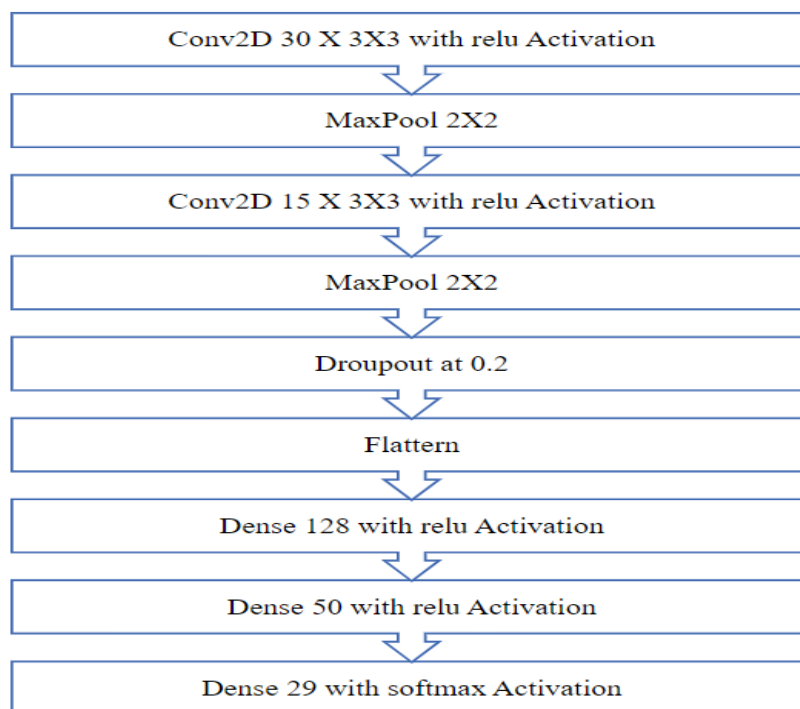 Conv2D 30 X 3X3 with relu Activation
MaxPool 2X2
Conv2D 15 X 3X3 with relu Activation
MaxPool 2X2
Droupout at 0.2
Flattern
Dense 128 with relu Activation
Dense 50 with relu Activation
Dense 29 with softmax Activation